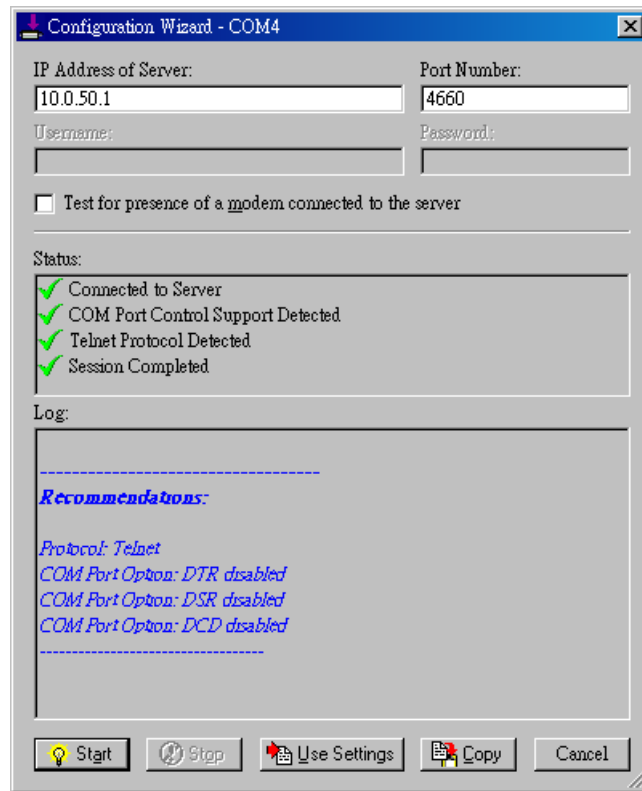 Configuration Wizard - COM4
IP Address of Server: Port Number:
10.0.50.1 4660
Username: Password:
Test for presence of a modem connected to the server
Status:
Connected to Server
COM Port Control Support Detected
Telnet Protocol Detected
Session Completed
Log:
-----------------------------------
Recommendations:
Protocol: Telnet
COM Port Option: DTR disabled
COM Port Option: DSR disabled
COM Port Option: DCD disabled
-----------------------------------
Start Stop Use Settings Copy Cancel